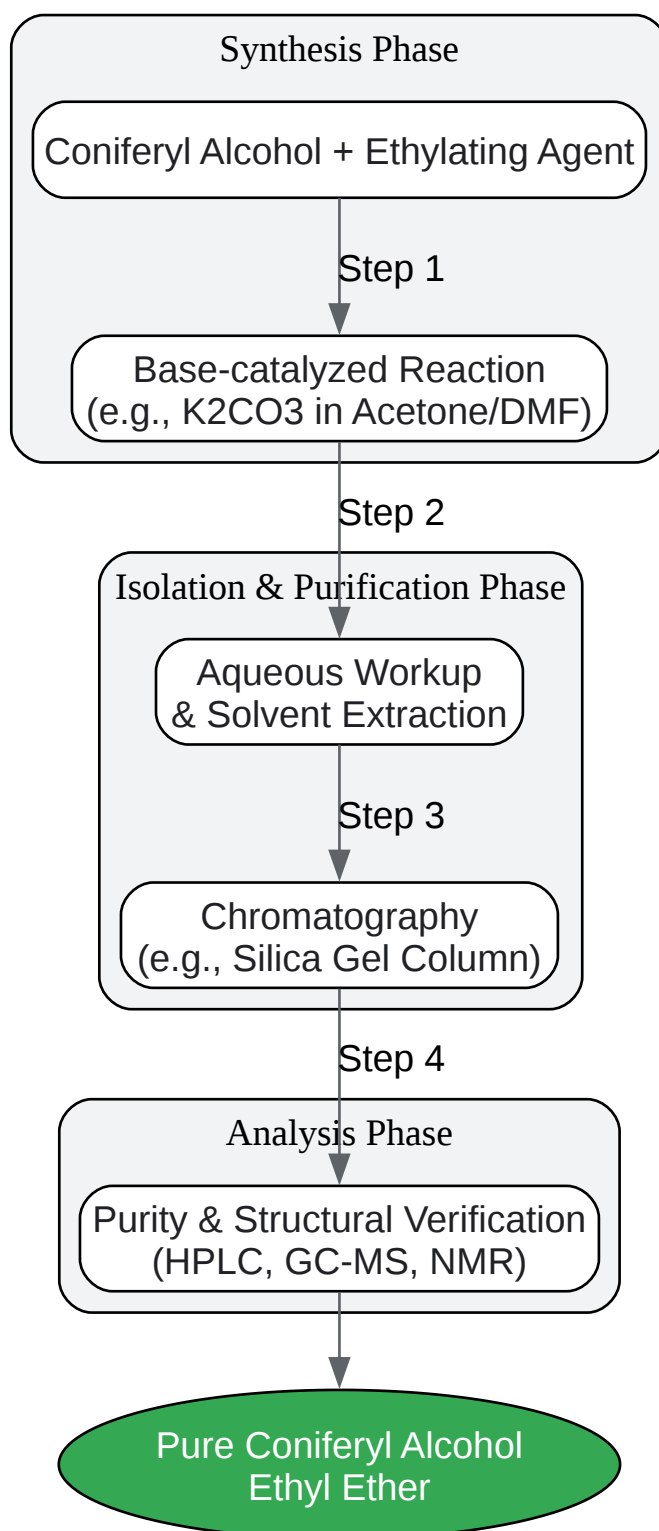 Synthesis Phase
Coniferyl Alcohol + Ethylating Agent
Step 1
Base-catalyzed Reaction
(e.g., K2CO3 in Acetone/DMF)
Step 2
Isolation & Purification Phase
Aqueous Workup
& Solvent Extraction
Step 3
Chromatography
(e.g., Silica Gel Column)
Step 4
Analysis Phase
Purity & Structural Verification
(HPLC, GC-MS, NMR)
Pure Coniferyl Alcohol
Ethyl Ether